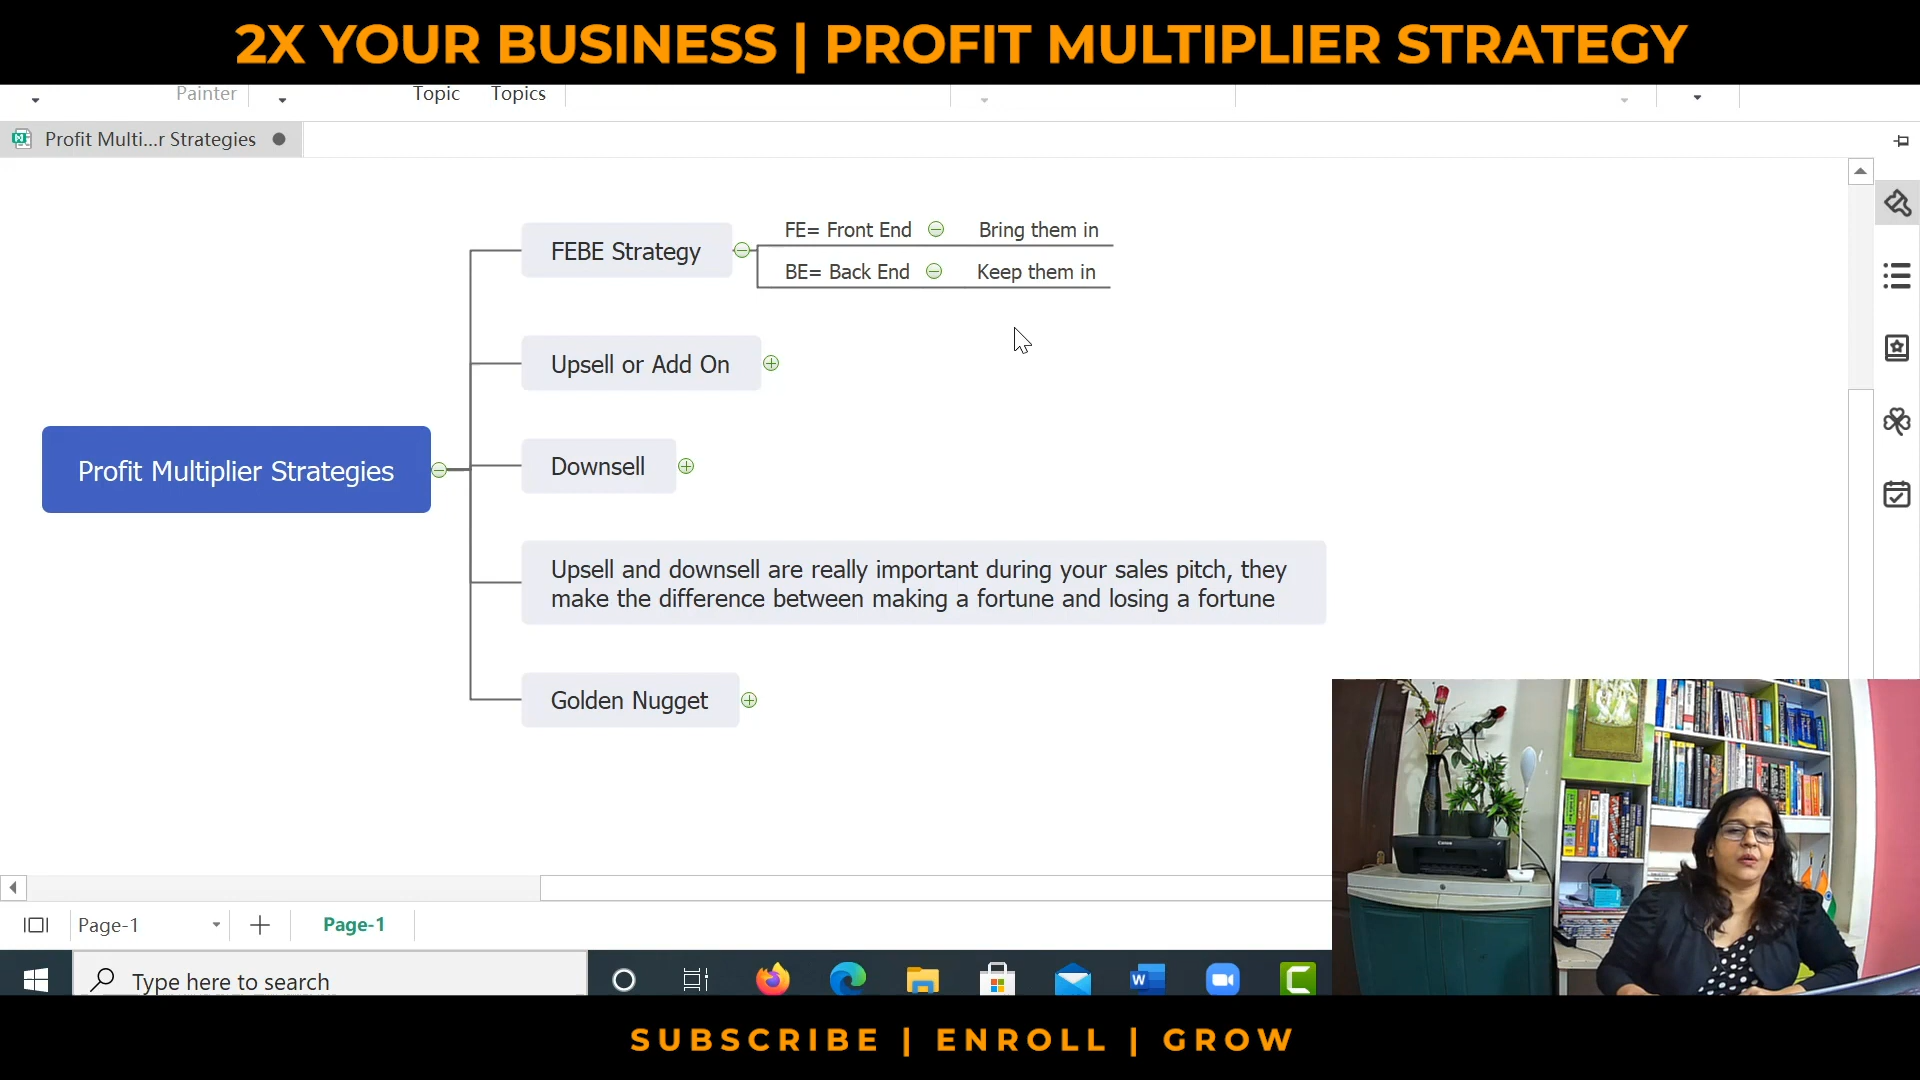 2X YOUR BUSINESS | PROFIT MULTIPLIER STRATEGY
Painter
Topic
Topics
Profit Multi...r Strategies
FEBE Strategy
FE= Front End
Bring them in
BE= Back End
Keep them in
Upsell or Add On
Profit Multiplier Strategies
Downsell
Upsell and downsell are really important during your sales pitch, they
make the difference between making a fortune and losing a fortune
Golden Nugget
Canon
Page-1
Page-1
Type here to search
SUBSCRIBE | ENROLL | GROW